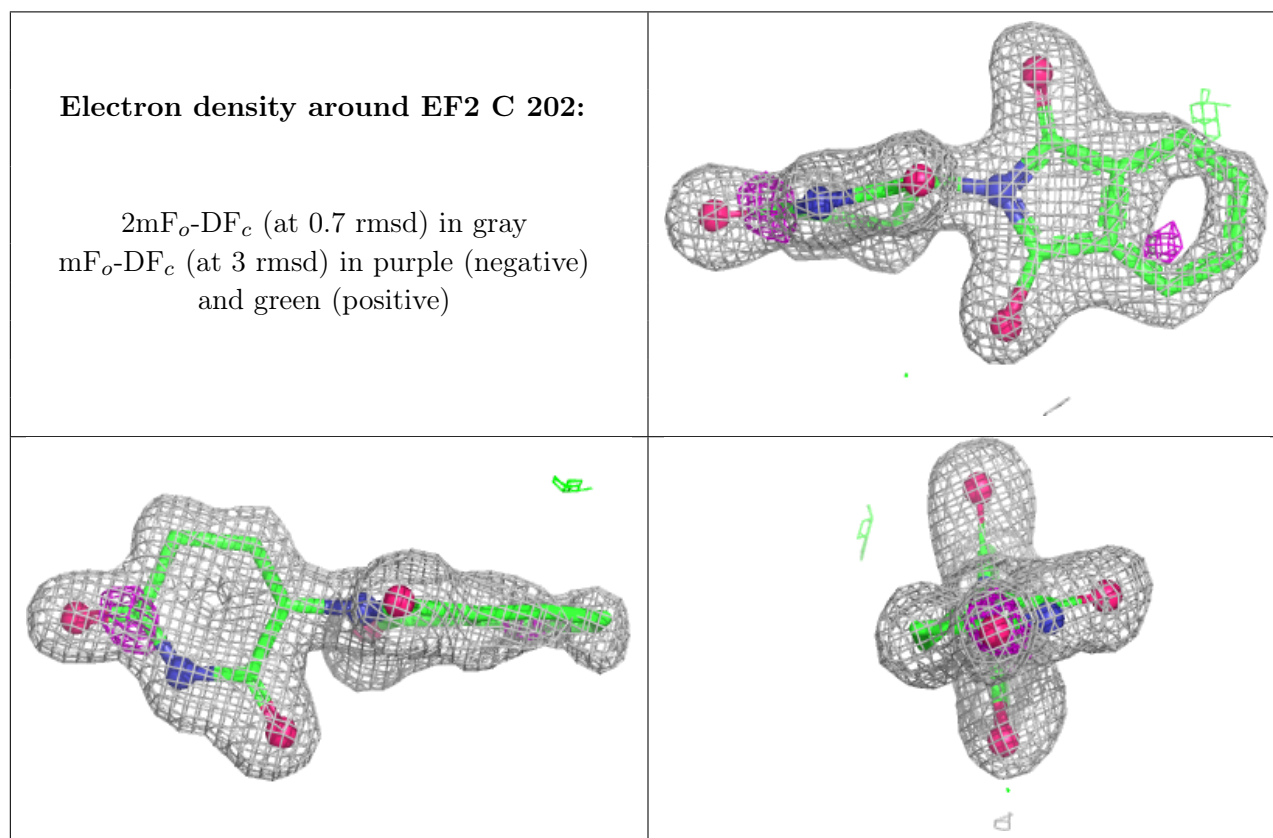 Electron density around EF2 C 202:
2mFo-DFc (at 0.7 rmsd) in gray
mFo-DFc (at 3 rmsd) in purple (negative)
and green (positive)